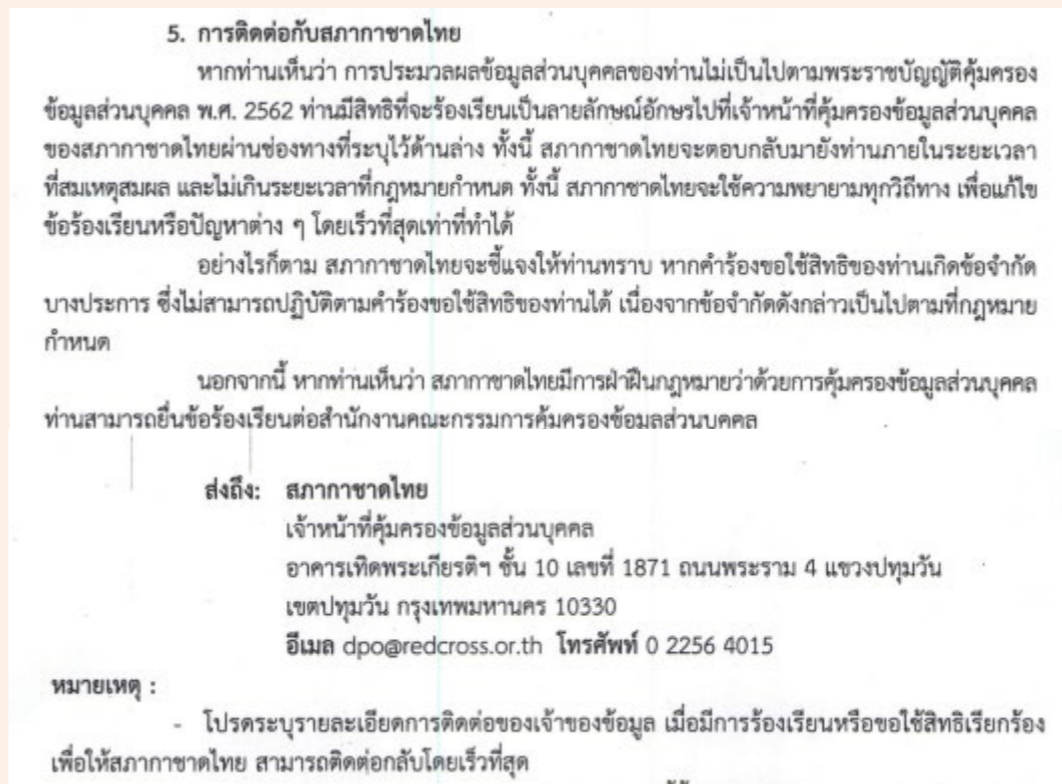 5. การติดต่อกับสภากาชาดไทย
หากท่านเห็นว่า การประมวลผลข้อมูลส่วนบุคคลของท่านไม่เป็นไปตามพระราชบัญญัติคุ้มครอง
ข้อมูลส่วนบุคคล พ.ศ. 2562 ท่านมีสิทธิที่จะร้องเรียนเป็นลายลักษณ์อักษรไปที่เจ้าหน้าที่คุ้มครองข้อมูลส่วนบุคคล
ของสภากาชาดไทยผ่านช่องทางที่ระบุไว้ด้านล่าง ทั้งนี้ สภากาชาดไทยจะตอบกลับมายังท่านภายในระยะเวลา
ที่สมเหตุสมผล และไม่เกินระยะเวลาที่กฎหมายกำหนด ทั้งนี้ สภากาชาดไทยจะใช้ความพยายามทุกวิถีทาง เพื่อแก้ไข
ข้อร้องเรียนหรือปัญหาต่าง ๆ โดยเร็วที่สุดเท่าที่ทำได้
อย่างไรก็ตาม สภากาชาดไทยจะชี้แจงให้ท่านทราบ หากคำร้องขอใช้สิทธิของท่านเกิดข้อจำกัด
บางประการ ซึ่งไม่สามารถปฏิบัติตามคำร้องขอใช้สิทธิของท่านได้ เนื่องจากข้อจำกัดดังกล่าวเป็นไปตามที่กฎหมาย
กำหนด
นอกจากนี้ หากท่านเห็นว่า สภากาชาดไทยมีการฝ่าฝืนกฎหมายว่าด้วยการคุ้มครองข้อมูลส่วนบุคคล
ท่านสามารถยื่นข้อร้องเรียนต่อสำนักงานคณะกรรมการคุ้มครองข้อมูลส่วนบุคคล
ส่งถึง: สภากาชาดไทย
เจ้าหน้าที่คุ้มครองข้อมูลส่วนบุคคล
อาคารเทิดพระเกียรติฯ ชั้น 10 เลขที่ 1871 ถนนพระราม 4 แขวงปทุมวัน
เขตปทุมวัน กรุงเทพมหานคร 10330
อีเมล dpo@redcross.or.th โทรศัพท์ 0 2256 4015
หมายเหตุ :
- โปรดระบุรายละเอียดการติดต่อของเจ้าของข้อมูล เมื่อมีการร้องเรียนหรือขอใช้สิทธิเรียกร้อง
เพื่อให้สภากาชาดไทย สามารถติดต่อกลับโดยเร็วที่สุด